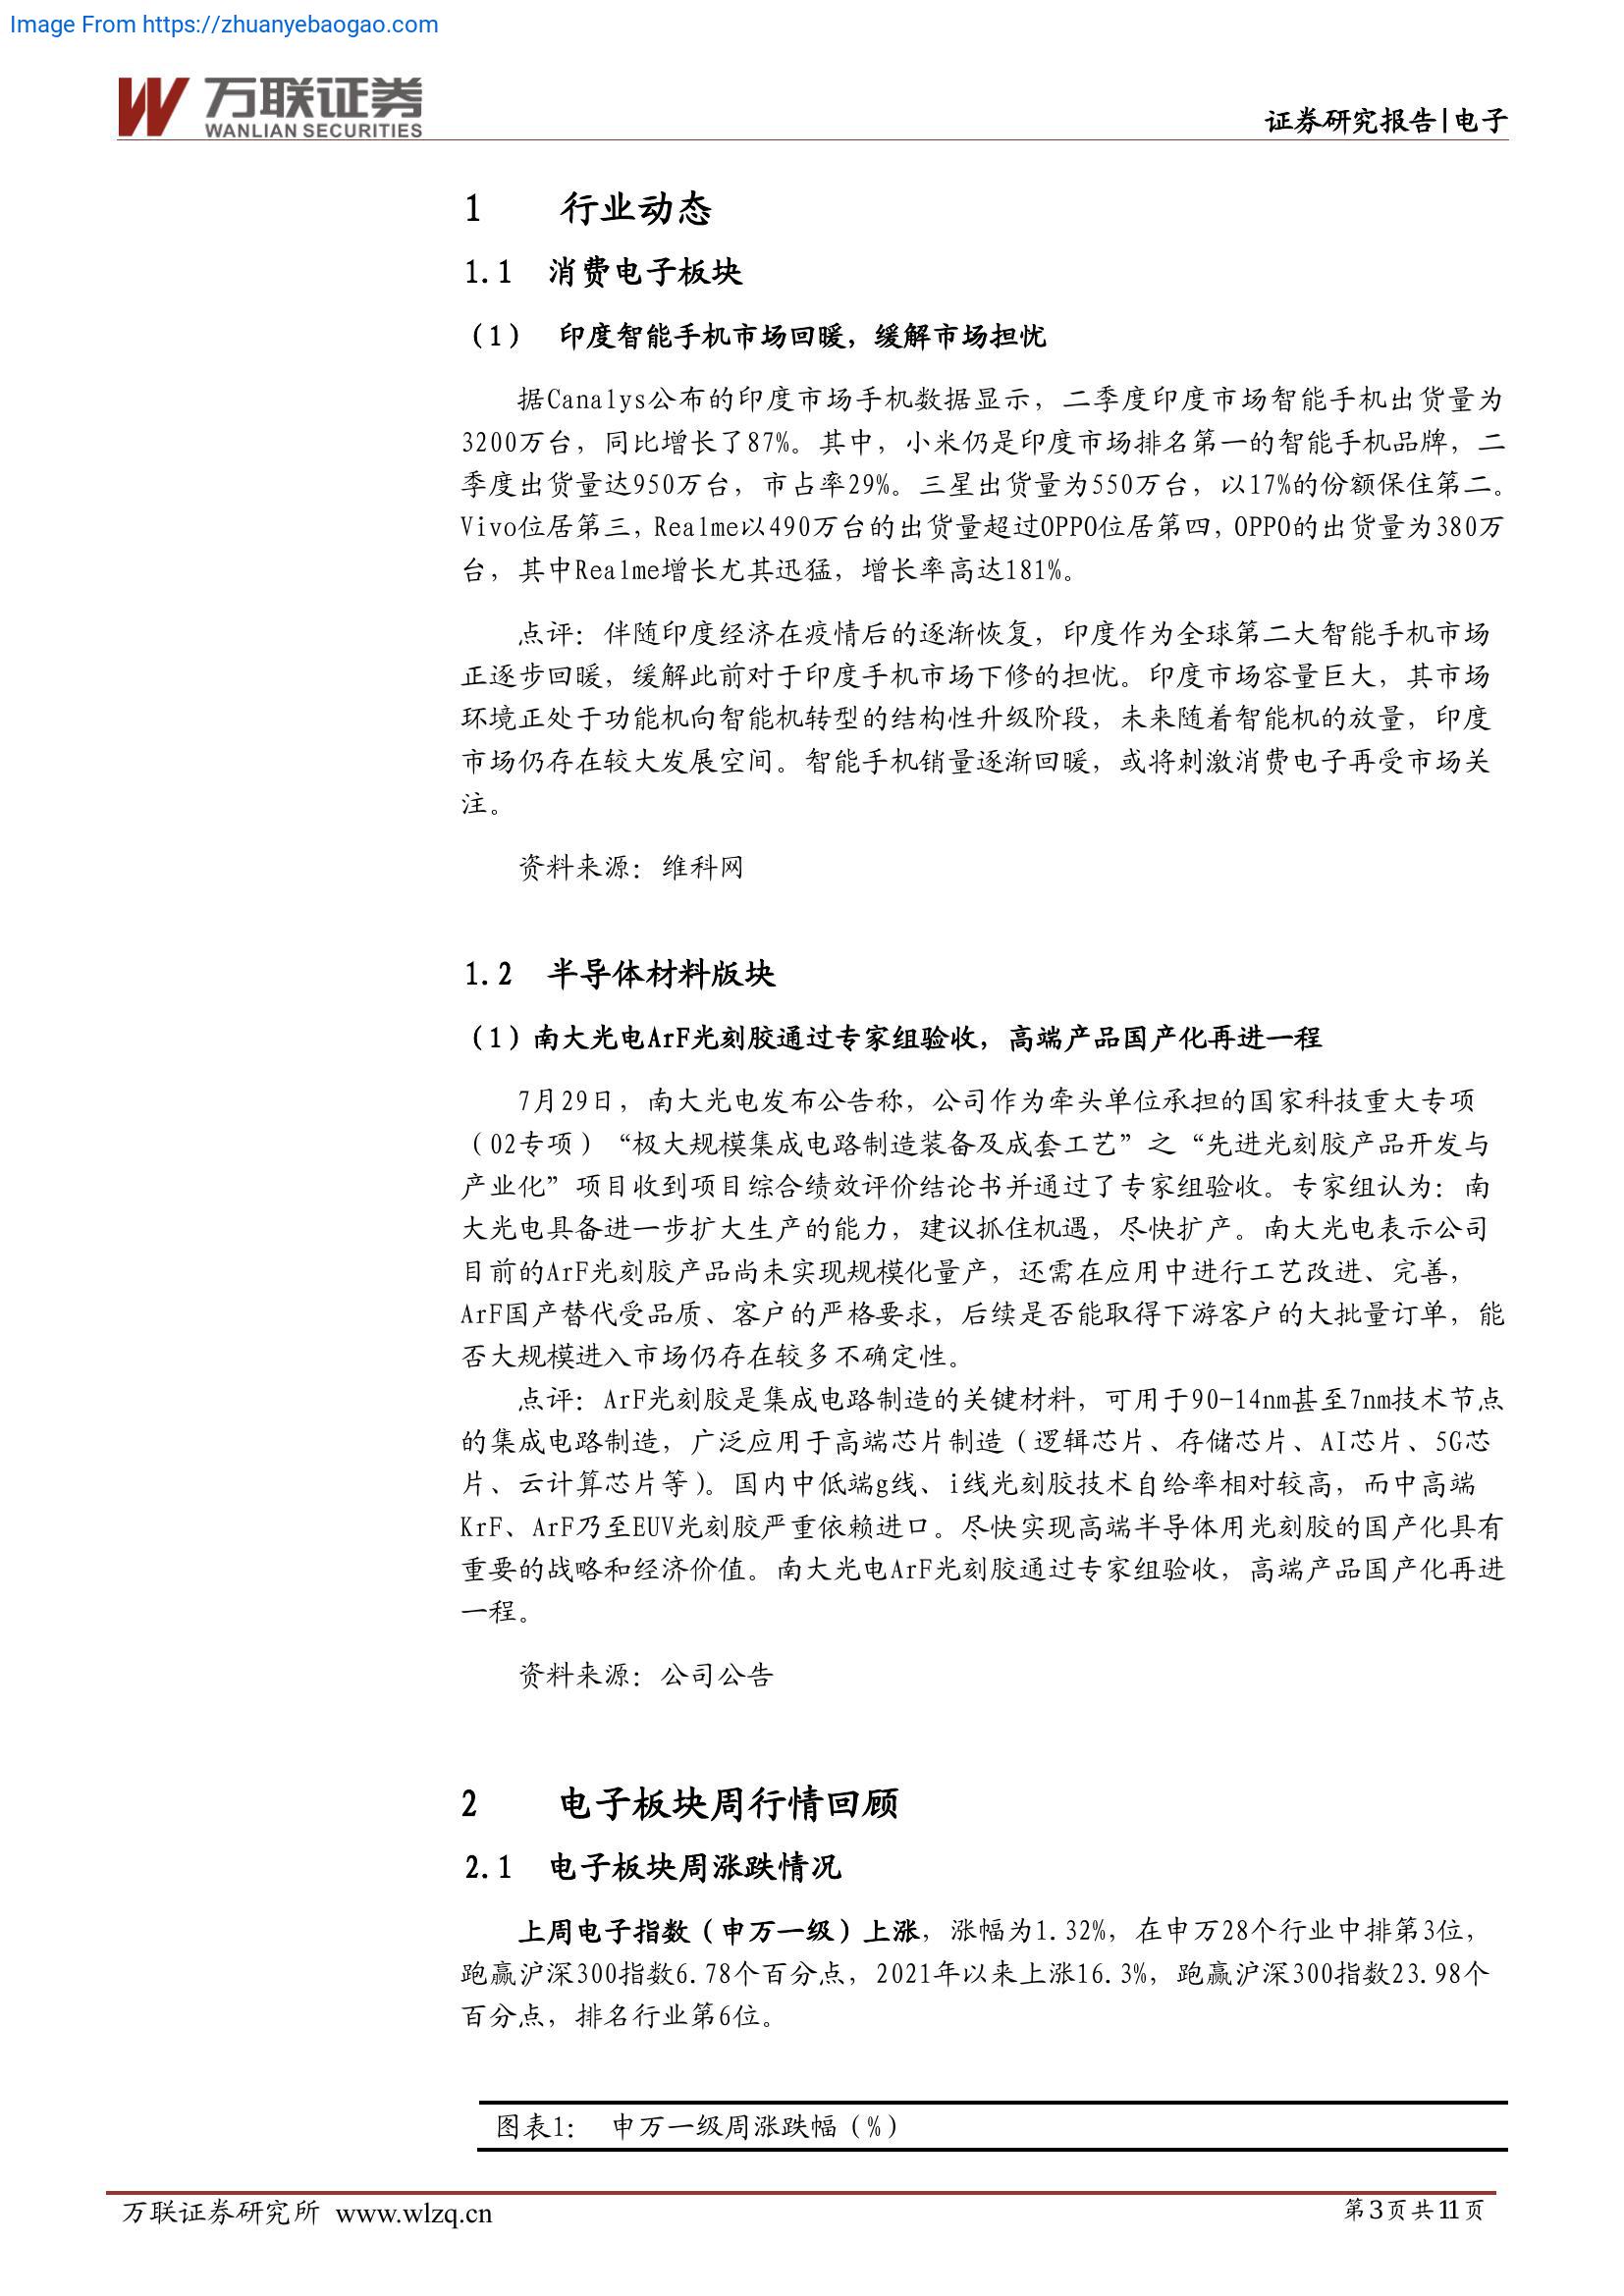 Image From https://zhuanyebaogao.com
万联证券
WANLIAN SECURITIES
证券研究报告|电子
1 行业动态
1.1 消费电子板块
（1） 印度智能手机市场回暖，缓解市场担忧
据Canalys公布的印度市场手机数据显示，二季度印度市场智能手机出货量为
3200万台，同比增长了87%。其中，小米仍是印度市场排名第一的智能手机品牌，二
季度出货量达950万台，市占率29%。三星出货量为550万台，以17%的份额保住第二。
Vivo位居第三，Realme以490万台的出货量超过OPPO位居第四，OPPO的出货量为380万
台，其中Realme增长尤其迅猛，增长率高达181%。
点评：伴随印度经济在疫情后的逐渐恢复，印度作为全球第二大智能手机市场
正逐步回暖，缓解此前对于印度手机市场下修的担忧。印度市场容量巨大，其市场
环境正处于功能机向智能机转型的结构性升级阶段，未来随着智能机的放量，印度
市场仍存在较大发展空间。智能手机销量逐渐回暖，或将刺激消费电子再受市场关
注。
资料来源：维科网
1.2 半导体材料版块
（1）南大光电ArF光刻胶通过专家组验收，高端产品国产化再进一程
7月29日，南大光电发布公告称，公司作为牵头单位承担的国家科技重大专项
（02专项）“极大规模集成电路制造装备及成套工艺”之“先进光刻胶产品开发与
产业化”项目收到项目综合绩效评价结论书并通过了专家组验收。专家组认为：南
大光电具备进一步扩大生产的能力，建议抓住机遇，尽快扩产。南大光电表示公司
目前的ArF光刻胶产品尚未实现规模化量产，还需在应用中进行工艺改进、完善，
ArF国产替代受品质、客户的严格要求，后续是否能取得下游客户的大批量订单，能
否大规模进入市场仍存在较多不确定性。
点评：ArF光刻胶是集成电路制造的关键材料，可用于90-14nm甚至7nm技术节点
的集成电路制造，广泛应用于高端芯片制造（逻辑芯片、存储芯片、AI芯片、5G芯
片、云计算芯片等）。国内中低端g线、i线光刻胶技术自给率相对较高，而中高端
KrF、ArF乃至EUV光刻胶严重依赖进口。尽快实现高端半导体用光刻胶的国产化具有
重要的战略和经济价值。南大光电ArF光刻胶通过专家组验收，高端产品国产化再进
一程。
资料来源：公司公告
2 电子板块周行情回顾
2.1 电子板块周涨跌情况
上周电子指数（申万一级）上涨，涨幅为1.32%，在申万28个行业中排第3位，
跑赢沪深300指数6.78个百分点，2021年以来上涨16.3%，跑赢沪深300指数23.98个
百分点，排名行业第6位。
图表1： 申万一级周涨跌幅（%）
万联证券研究所 www.wlzq.cn
第3页共11页